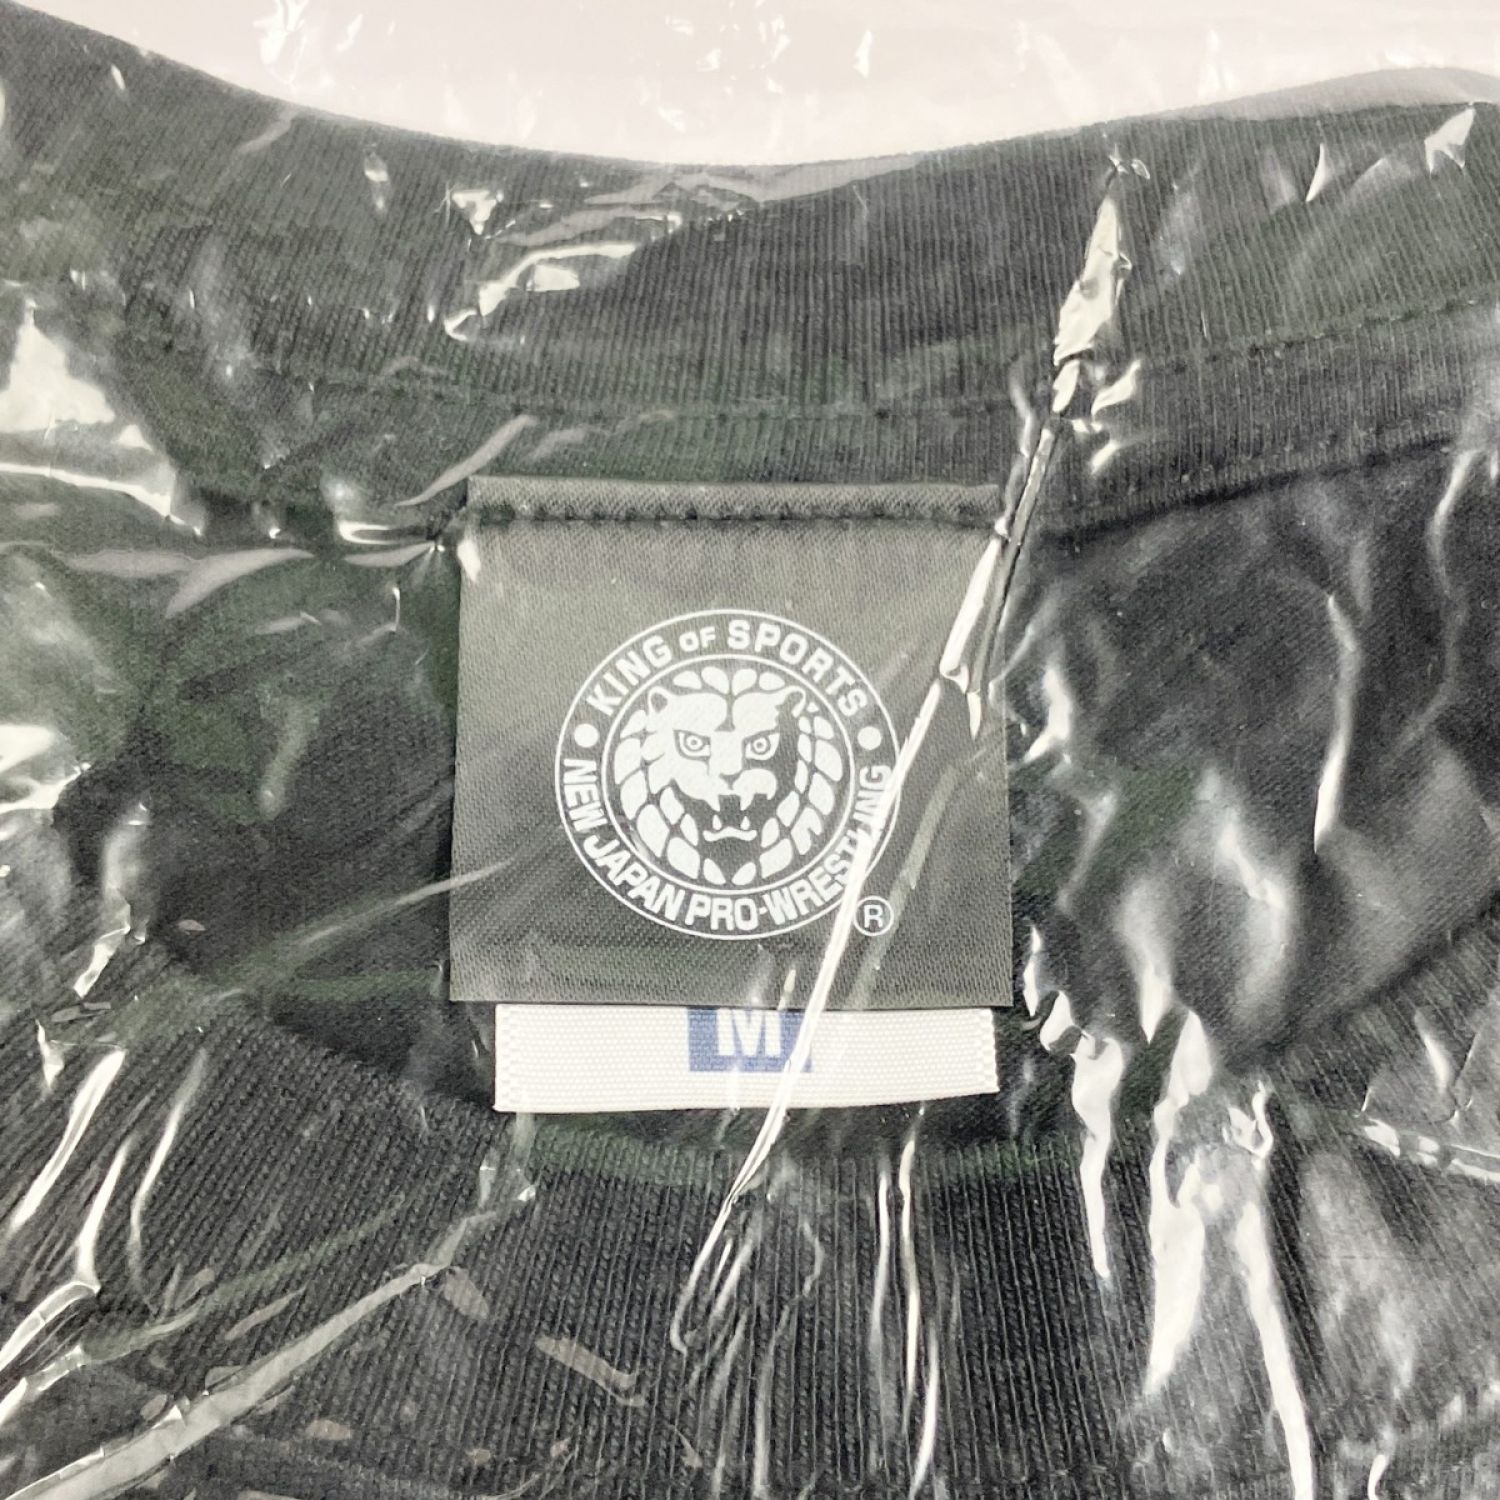 KING OF SPORTS
NEW JAPAN PRO-WRESTLING
®
M